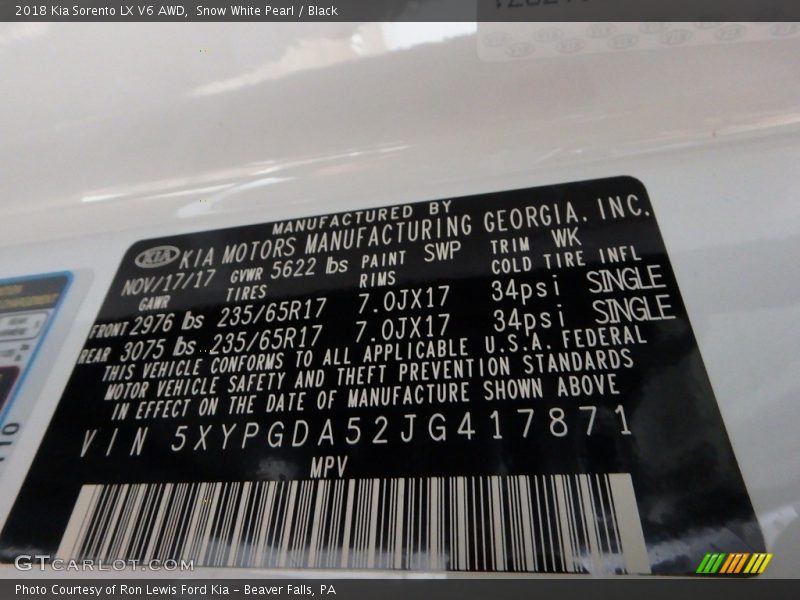 2018 Kia Sorento LX V6 AWD, Snow White Pearl / Black
MANUFACTURED BY
KIA KIA MOTORS MANUFACTURING GEORGIA. INC.
NOV/17/17 GVWR 5622 lbs PAINT SWP TRIM WK
GAWR TIRES RIMS COLD TIRE INFL
FRONT 2976 lbs 235/65R17 7.0JX17 34psi SINGLE
REAR 3075 lbs 235/65R17 7.0JX17 34psi SINGLE
THIS VEHICLE CONFORMS TO ALL APPLICABLE U.S.A. FEDERAL
MOTOR VEHICLE SAFETY AND THEFT PREVENTION STANDARDS
IN EFFECT ON THE DATE OF MANUFACTURE SHOWN ABOVE
VIN 5XYPGDA52JG417871
MPV
GTCARLOT.COM
Photo Courtesy of Ron Lewis Ford Kia – Beaver Falls, PA